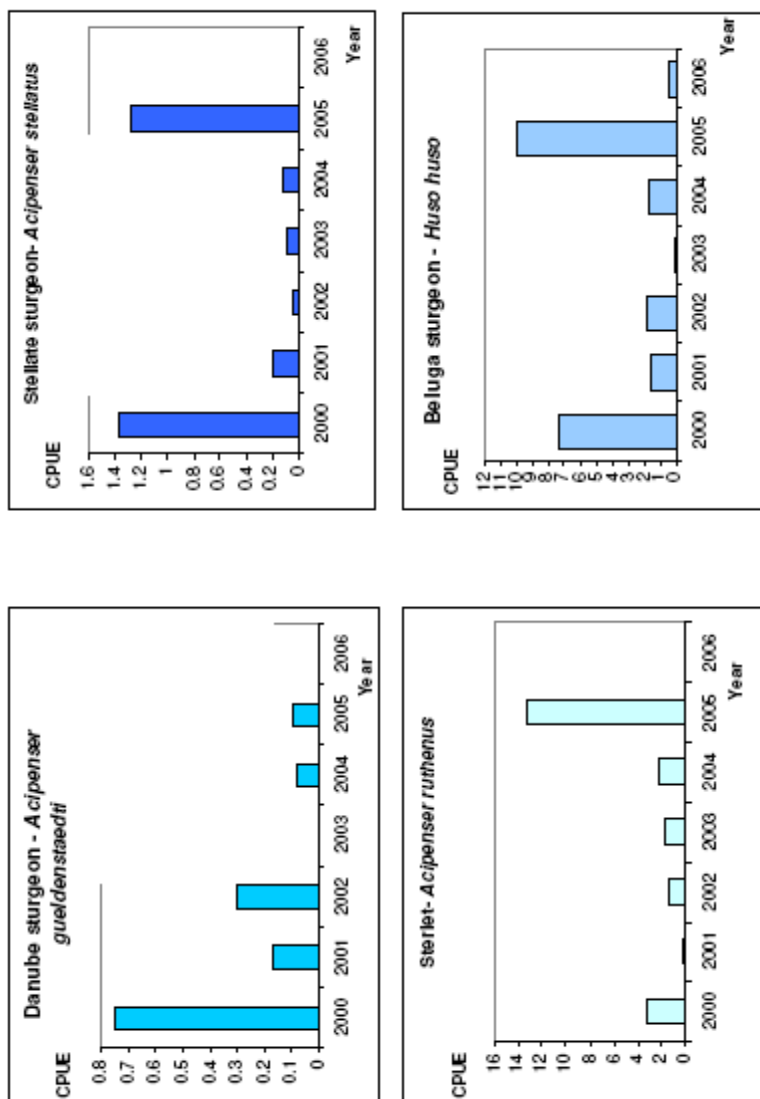 Danube sturgeon - Acipenser
gueldenstaedti
CPUE
0.8
0.7
0.6
0.5
0.4
0.3
0.2
0.1
0
2000 2001 2002 2003 2004 2005 2006
Year
Stellate sturgeon- Acipenser stellatus
CPUE
1.6
1.4
1.2
1
0.8
0.6
0.4
0.2
0
2000 2001 2002 2003 2004 2005 2006
Year
Sterlet- Acipenser ruthenus
CPUE
16
14
12
10
8
6
4
2
0
2000 2001 2002 2003 2004 2005 2006
Year
Beluga sturgeon - Huso huso
CPUE
12
11
10
9
8
7
6
5
4
3
2
1
0
2000 2001 2002 2003 2004 2005 2006
Year